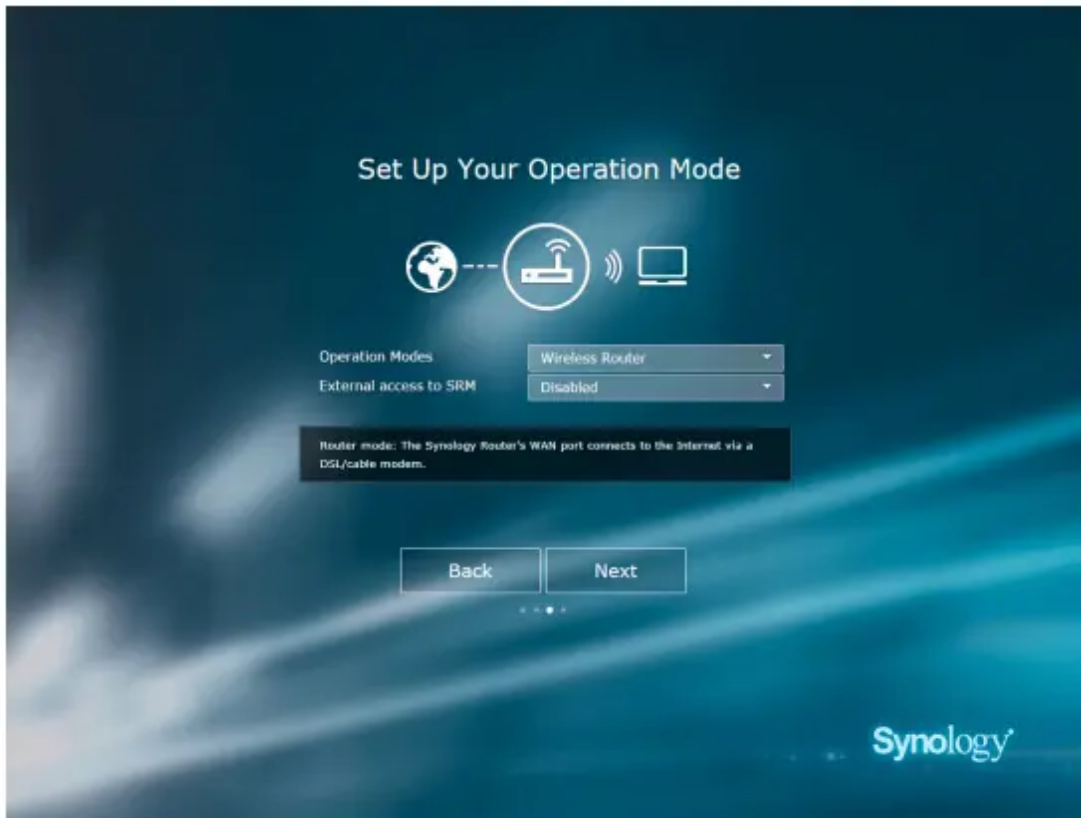 Set Up Your Operation Mode
Operation Modes
Wireless Router
External access to SRM
Disabled
Router mode: The Synology Router's WAN port connects to the Internet via a
DSL/cable modem.
Back
Next
Synology